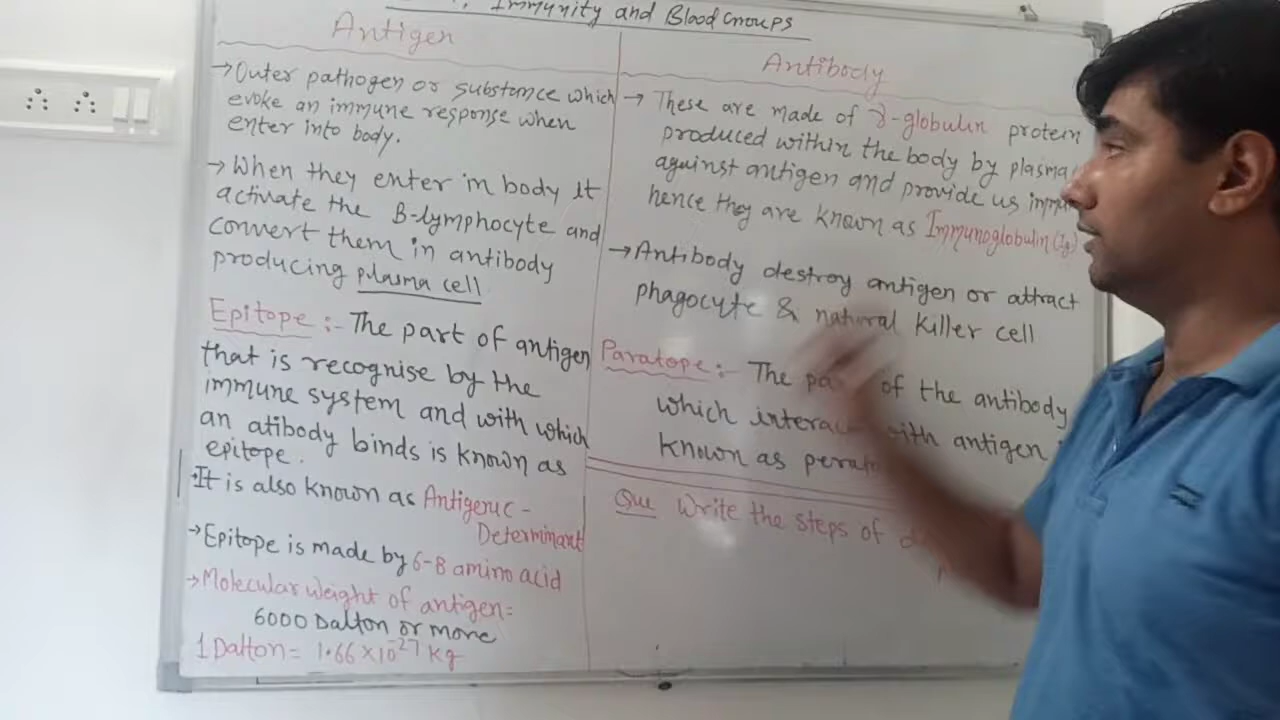 Immunity and Blood Groups
Antigen
→ Outer pathogen or substance which
evoke an immune response when
enter into body.
→ When they enter in body it
activate the B-lymphocyte and
convert them in antibody
producing plasma cell
Epitope :- The part of antigen
that is recognise by the
immune system and with which
an atibody binds is known as
epitope.
It is also known as Antigenic-
Determinant
→ Epitope is made by 6-8 amino acid
→ Molecular weight of antigen=
6000 Dalton or more
1 Dalton = 1.66×10⁻²⁷ kg
Antibody
→ These are made of γ-globulin protein
produced within the body by plasma
against antigen and provide us
hence they are known as Immunoglobulin (Ig)
→ Antibody destroy antigen or attract
phagocyte & natural killer cell
Paratope :- The of the antibody
which with antigen
known as
Que Write the steps of